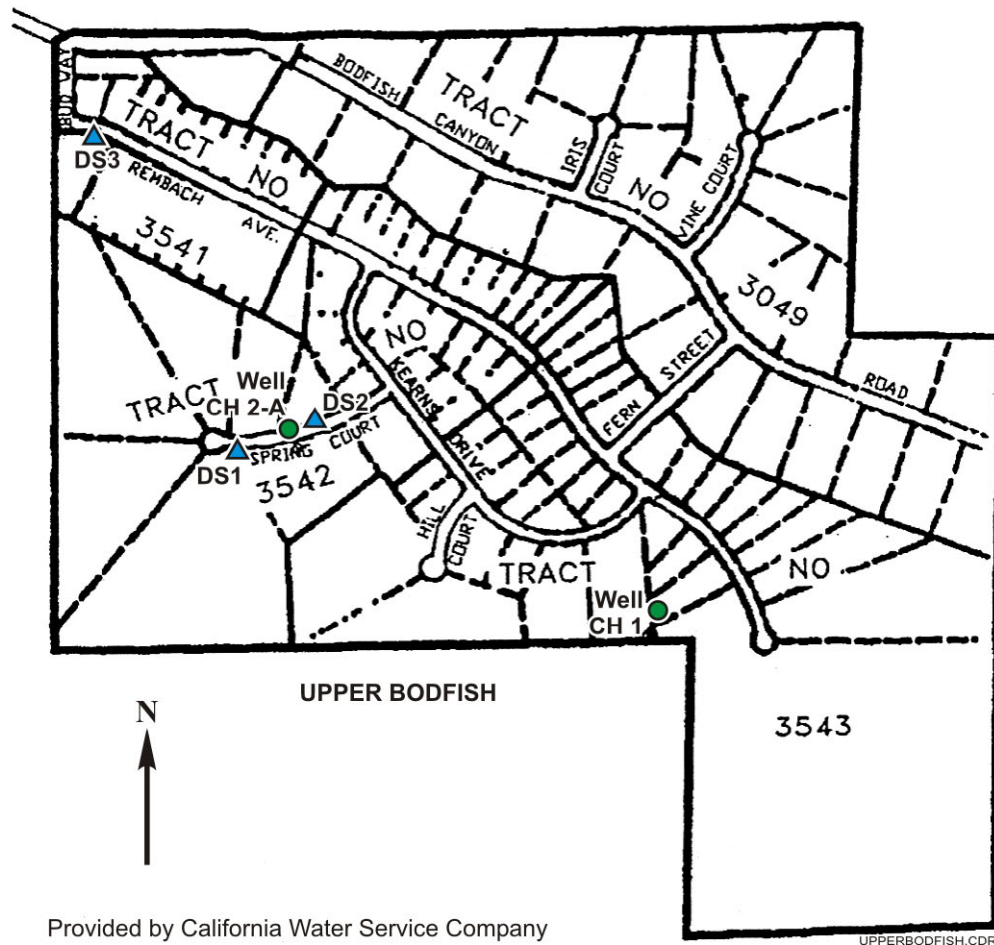 BUD WAY
BODFISH
CANYON
ROAD
TRACT
NO
3049
IRIS
COURT
VINE COURT
DS3
TRACT
NO
3541
REMBACH
AVE.
FERN STREET
NO
KEARNS
DRIVE
TRACT
3542
Well
CH 2-A
DS2
DS1
SPRING COURT
HILL
COURT
TRACT
NO
3543
Well
CH 1
UPPER BODFISH
N
Provided by California Water Service Company
UPPERBODFISH.CDR